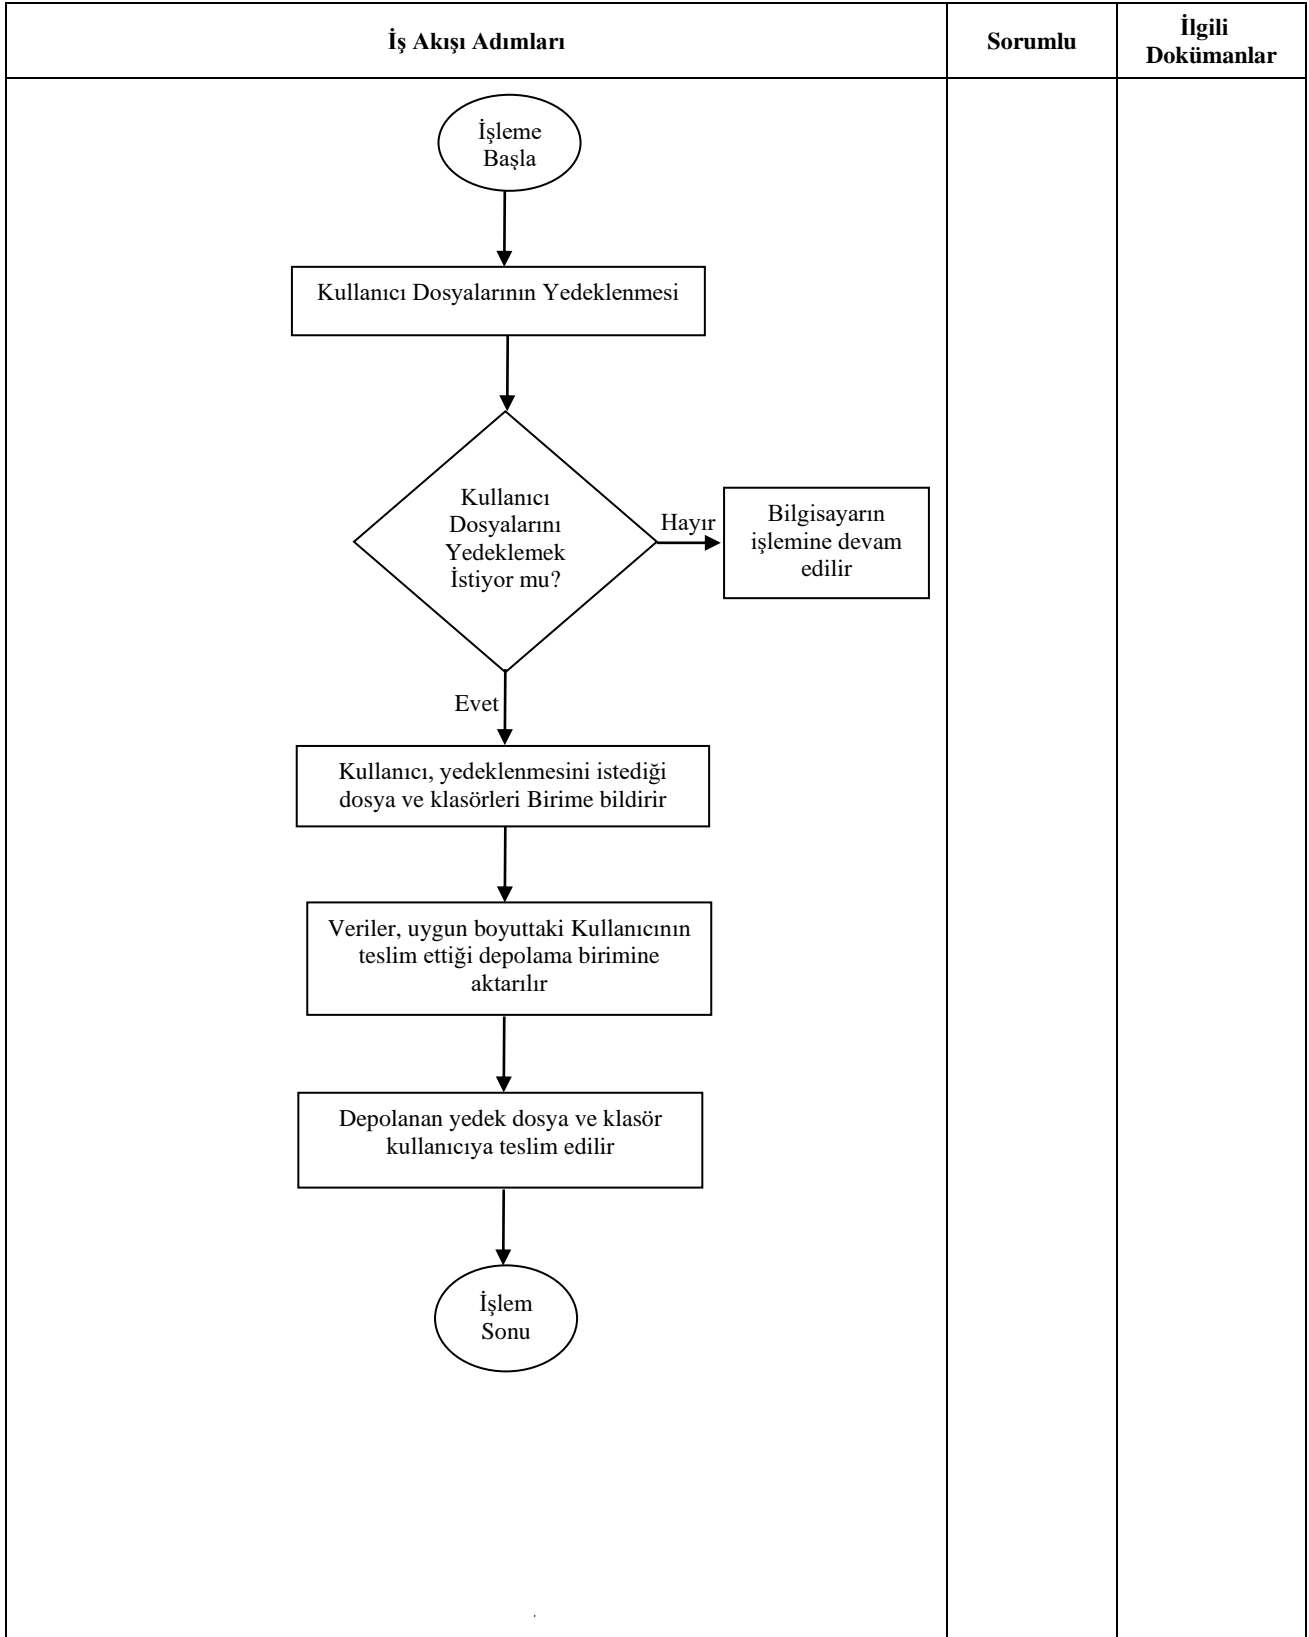 İş Akışı Adımları
Sorumlu
İlgili
Dokümanlar
İşleme
Başla
Kullanıcı Dosyalarının Yedeklenmesi
Kullanıcı
Dosyalarını
Yedeklemek
İstiyor mu?
Hayır
Bilgisayarın
işlemine devam
edilir
Evet
Kullanıcı, yedeklenmesini istediği
dosya ve klasörleri Birime bildirir
Veriler, uygun boyuttaki Kullanıcının
teslim ettiği depolama birimine
aktarılır
Depolanan yedek dosya ve klasör
kullanıcıya teslim edilir
İşlem
Sonu